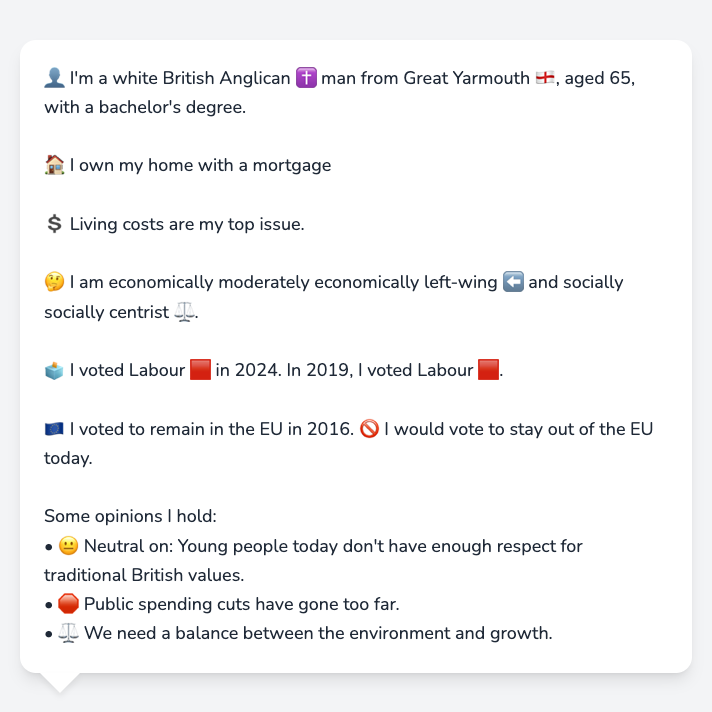 👤 I'm a white British Anglican ✝️ man from Great Yarmouth 🏴󠁧󠁢󠁥󠁮󠁧󠁿, aged 65,
with a bachelor's degree.
🏠 I own my home with a mortgage
💲 Living costs are my top issue.
🤔 I am economically moderately economically left-wing ⬅️ and socially
socially centrist ⚖️.
🗳️ I voted Labour 🟥 in 2024. In 2019, I voted Labour 🟥.
🇪🇺 I voted to remain in the EU in 2016. 🚫 I would vote to stay out of the EU
today.
Some opinions I hold:
• 😐 Neutral on: Young people today don't have enough respect for
traditional British values.
• 🛑 Public spending cuts have gone too far.
• ⚖️ We need a balance between the environment and growth.